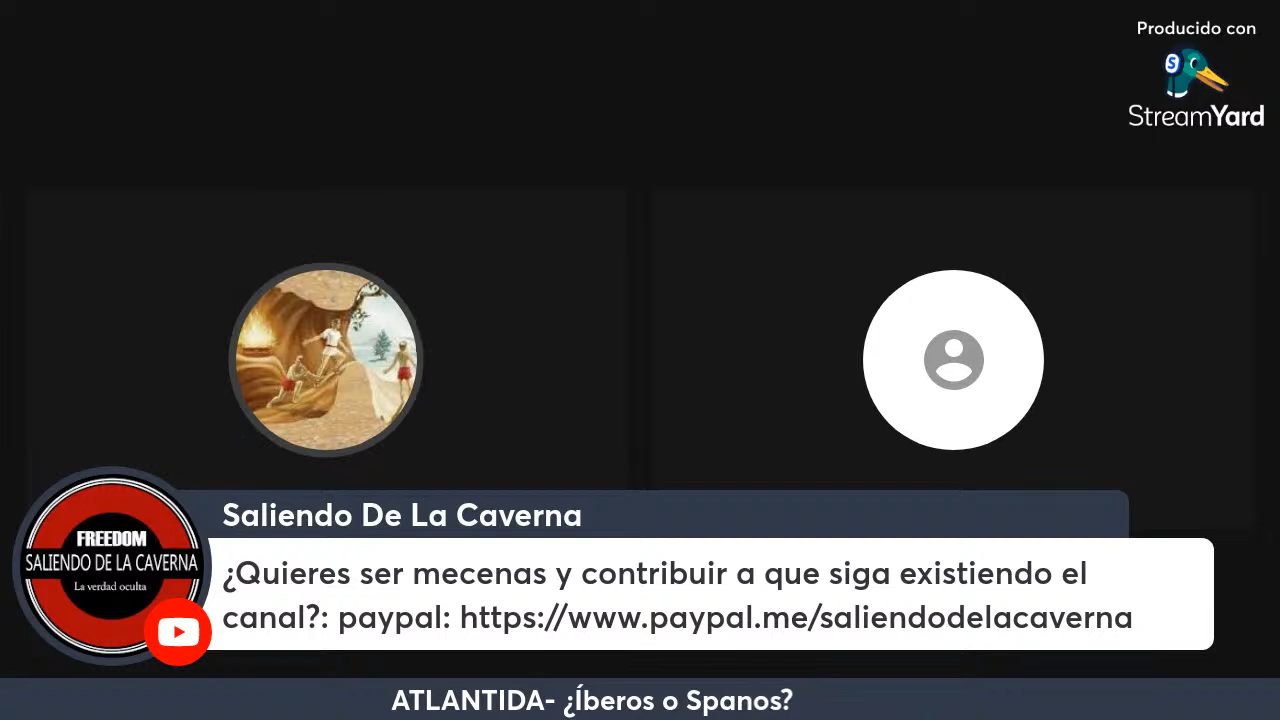 Producido con
S
StreamYard
Saliendo De La Caverna
FREEDOM
SALIENDO DE LA CAVERNA
La verdad oculta
¿Quieres ser mecenas y contribuir a que siga existiendo el
canal?: paypal: https://www.paypal.me/saliendodelacaverna
ATLANTIDA- ¿Íberos o Spanos?